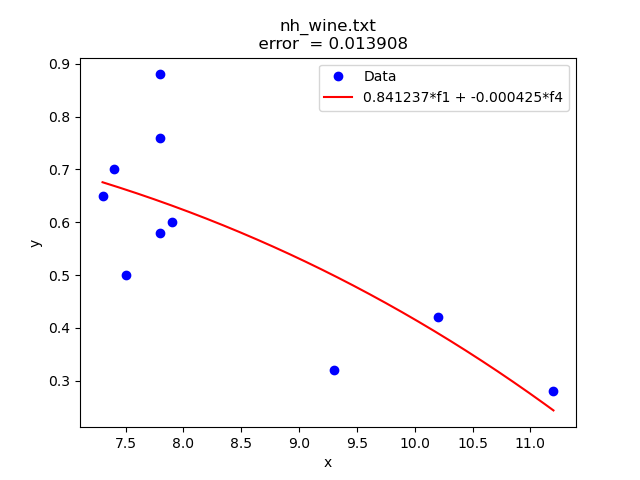 nh_wine.txt
error = 0.013908
Data
0.841237*f1 + -0.000425*f4
0.9
0.8
0.7
0.6
0.5
0.4
0.3
y
7.5 8.0 8.5 9.0 9.5 10.0 10.5 11.0
x